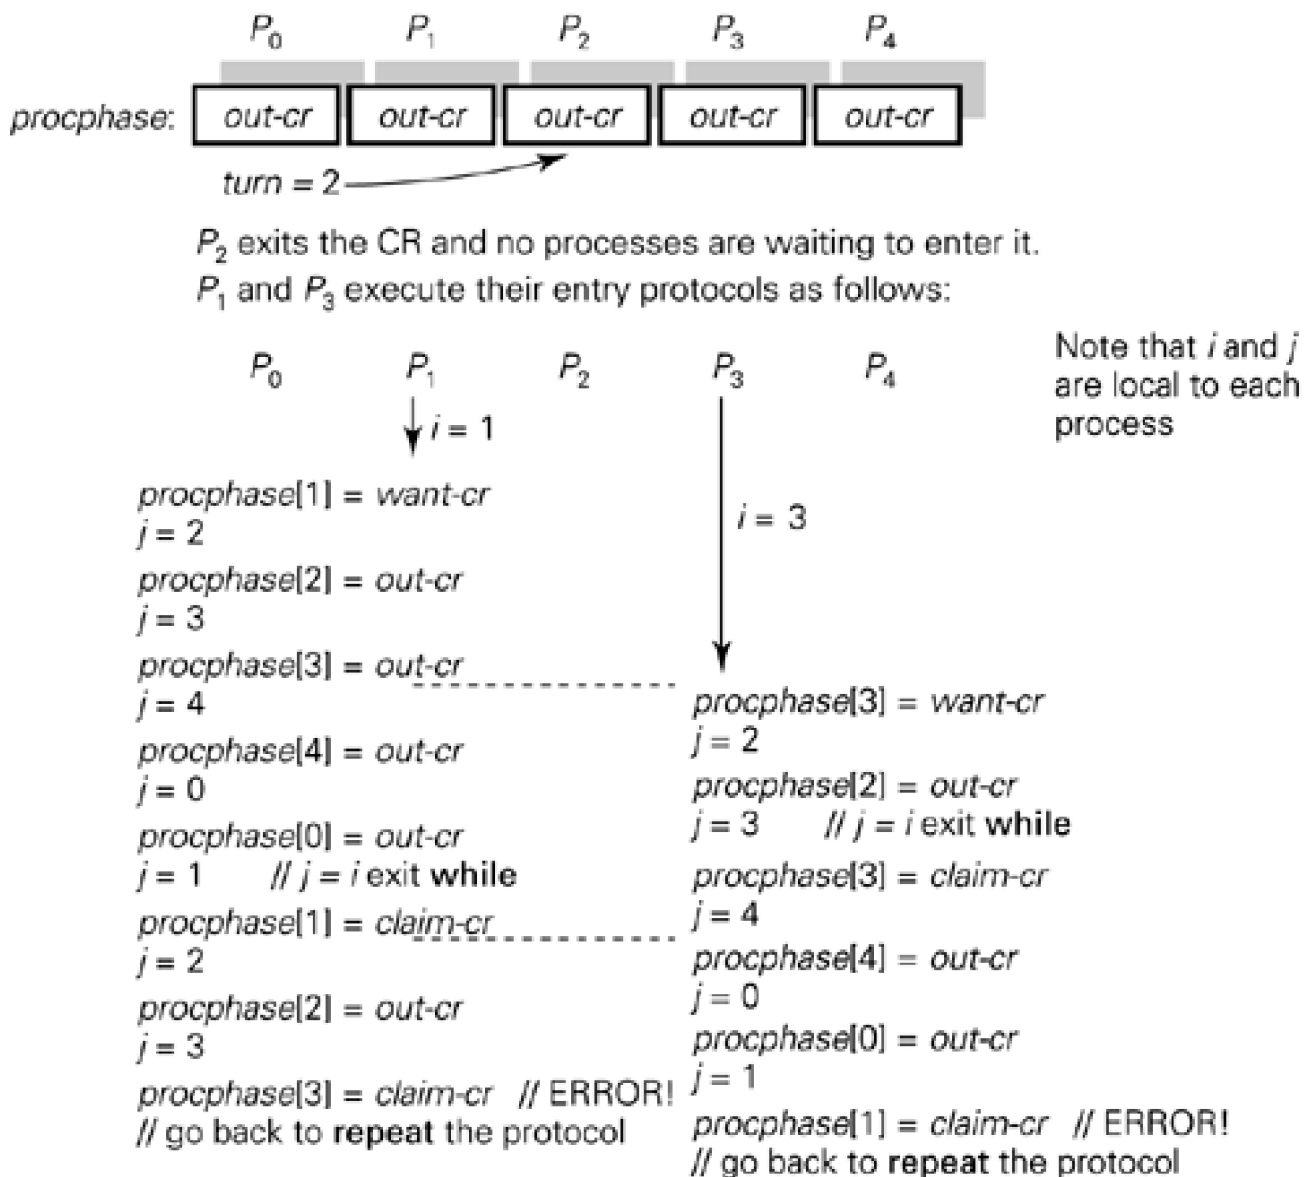 P0 P1 P2 P3 P4
procphase: out-cr out-cr out-cr out-cr out-cr
turn = 2
P2 exits the CR and no processes are waiting to enter it.
P1 and P3 execute their entry protocols as follows:
Note that i and j
are local to each
process
P0 P1 P2 P3 P4
i = 1
procphase[1] = want-cr
j = 2
procphase[2] = out-cr
j = 3
procphase[3] = out-cr
j = 4
procphase[4] = out-cr
j = 0
procphase[0] = out-cr
j = 1 // j = i exit while
procphase[1] = claim-cr
j = 2
procphase[2] = out-cr
j = 3
procphase[3] = claim-cr // ERROR!
// go back to repeat the protocol
i = 3
procphase[3] = want-cr
j = 2
procphase[2] = out-cr
j = 3 // j = i exit while
procphase[3] = claim-cr
j = 4
procphase[4] = out-cr
j = 0
procphase[0] = out-cr
j = 1
procphase[1] = claim-cr // ERROR!
// go back to repeat the protocol